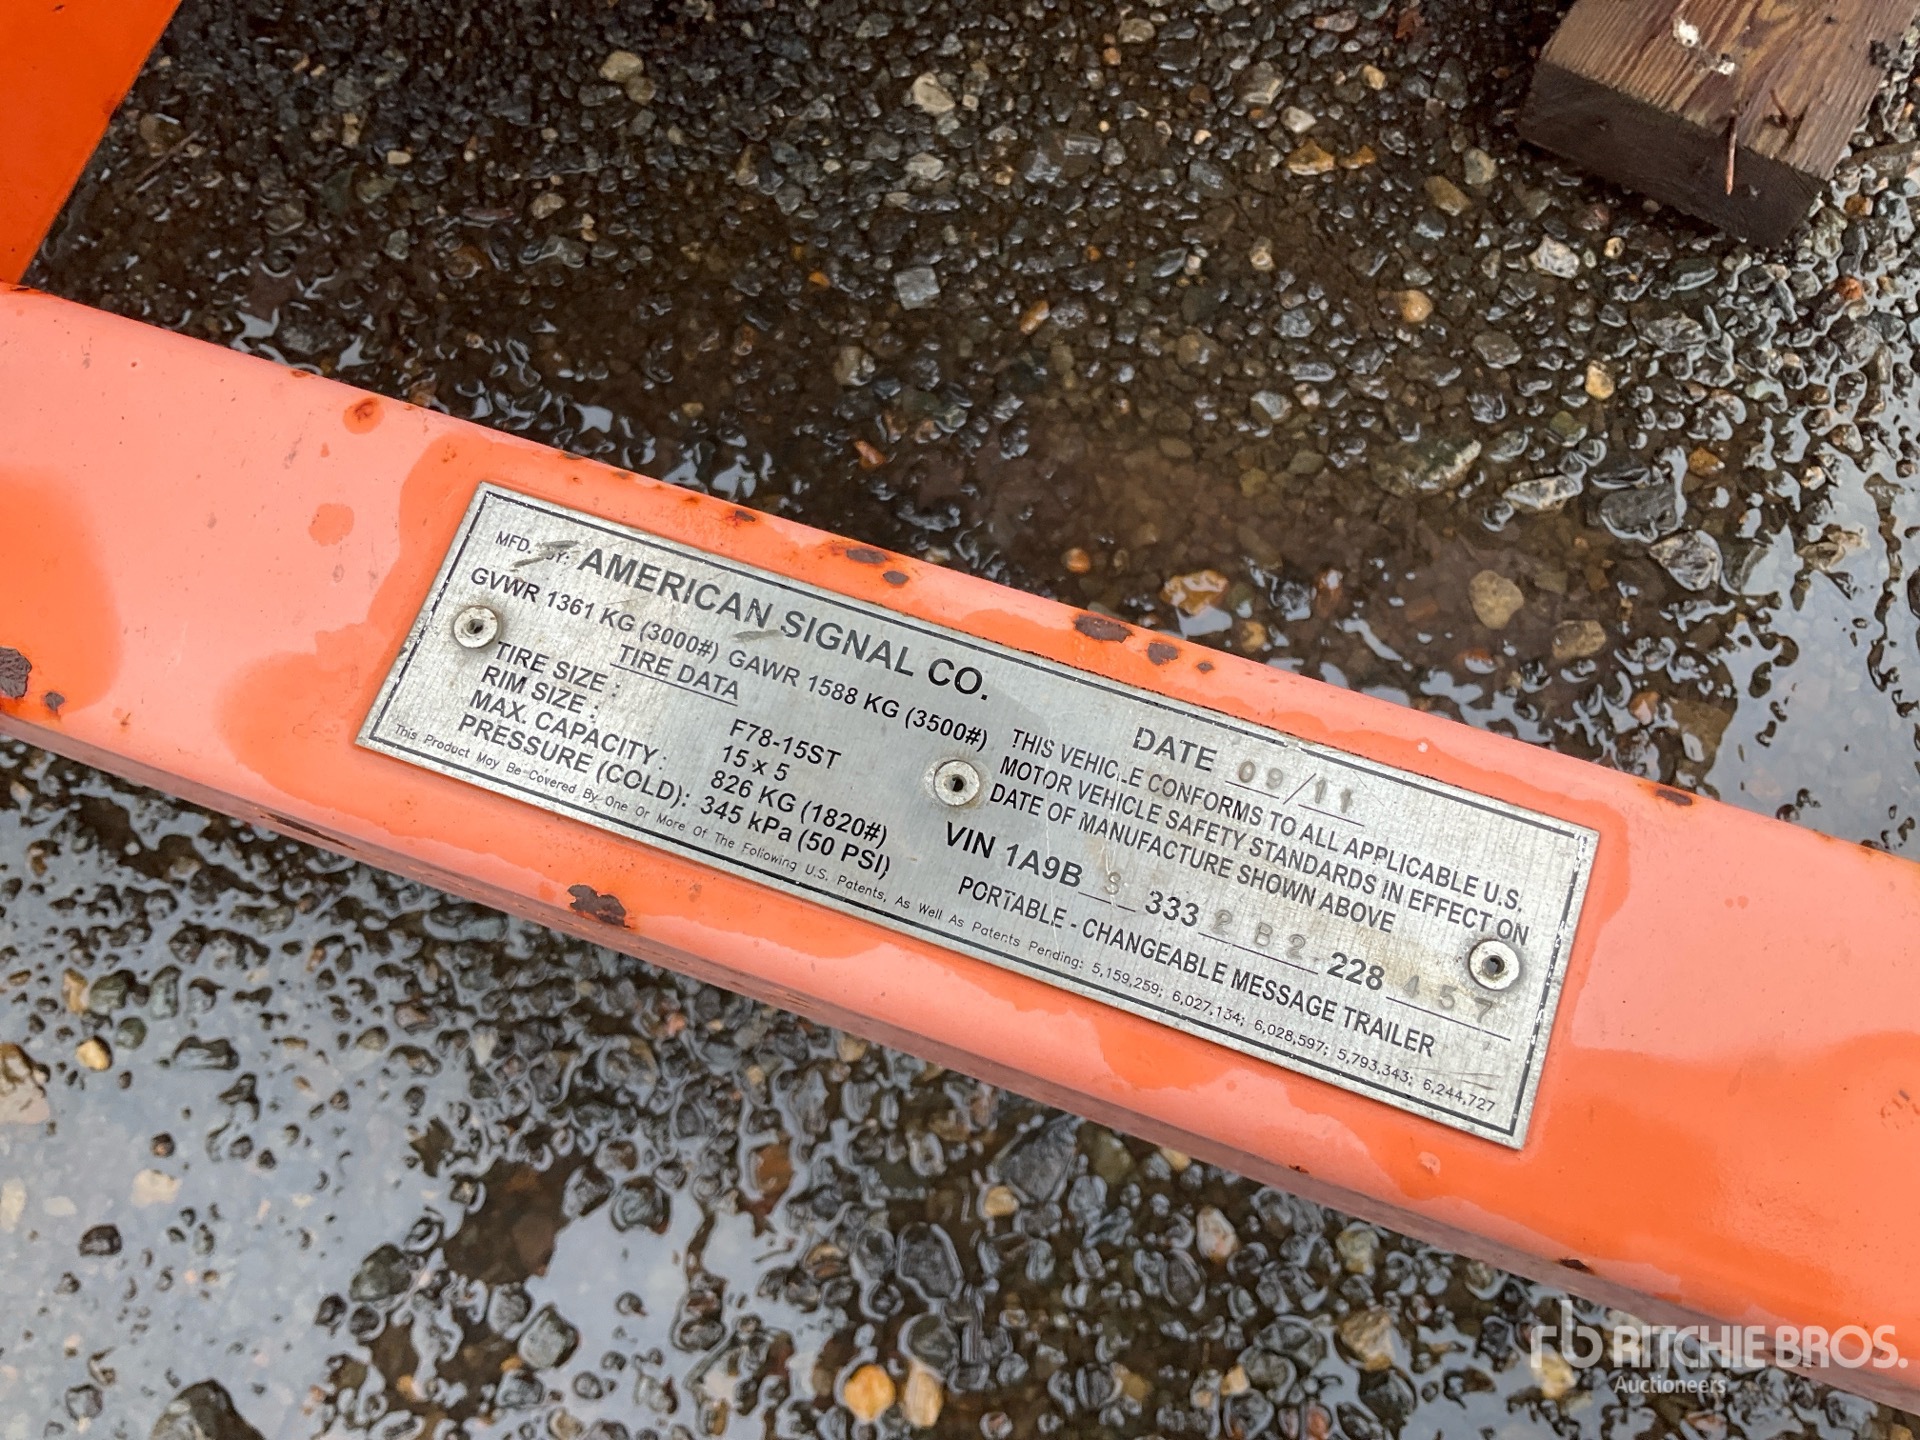 MFD. BY: AMERICAN SIGNAL CO.
GVWR 1361 KG (3000#) GAWR 1588 KG (3500#)
TIRE DATA
TIRE SIZE : F78-15ST
RIM SIZE : 15 x 5
MAX. CAPACITY : 826 KG (1820#)
PRESSURE (COLD): 345 kPa (50 PSI)
DATE 09/11
THIS VEHICLE CONFORMS TO ALL APPLICABLE U.S.
MOTOR VEHICLE SAFETY STANDARDS IN EFFECT ON
DATE OF MANUFACTURE SHOWN ABOVE
VIN 1A9B S 333 2 B 2 228 457
PORTABLE - CHANGEABLE MESSAGE TRAILER
This Product May Be Covered By One Or More Of The Following U.S. Patents, As Well As Patents Pending: 5,159,259; 6,027,134; 6,028,597; 5,793,343; 6,244,727
rb RITCHIE BROS.
Auctioneers